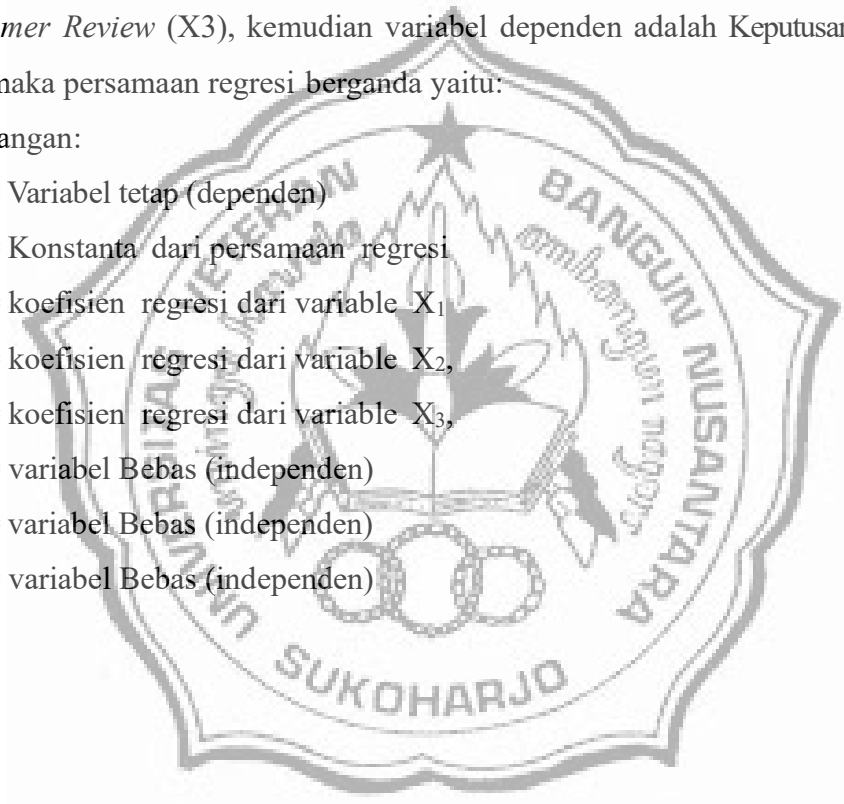 mer Review (X3), kemudian variabel dependen adalah Keputusan
maka persamaan regresi berganda yaitu:
angan:
Variabel tetap (dependen)
Konstanta dari persamaan regresi
koefisien regresi dari variable X₁
koefisien regresi dari variable X₂,
koefisien regresi dari variable X₃,
variabel Bebas (independen)
variabel Bebas (independen)
variabel Bebas (independen)
UNIVERSITAS VETERAN BANGUN NUSANTARA
SUKOHARJO